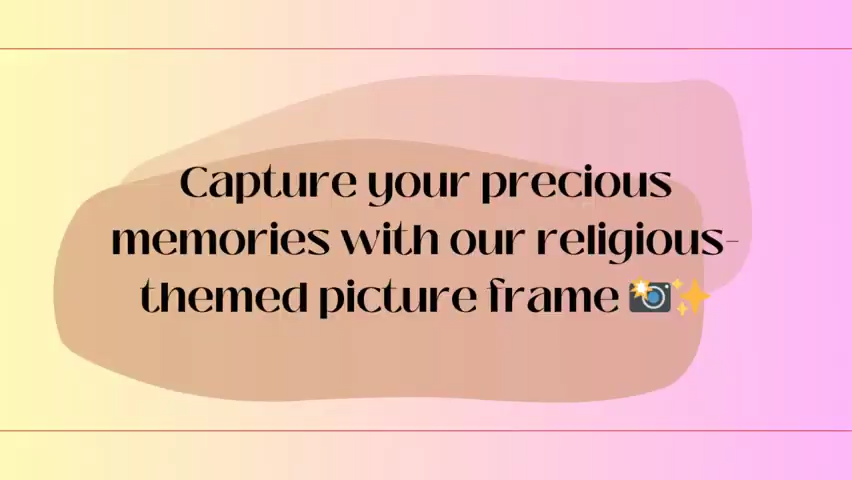 Capture your precious
memories with our religious-
themed picture frame 📸✨